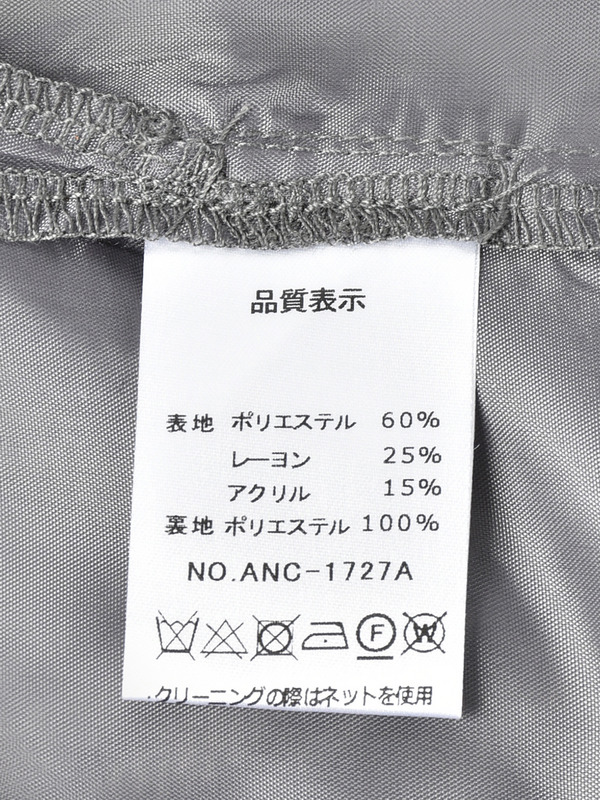 品質表示
表地 ポリエステル 60%
レーヨン 25%
アクリル 15%
裏地 ポリエステル 100%
NO.ANC-1727A
F W
・クリーニングの際はネットを使用